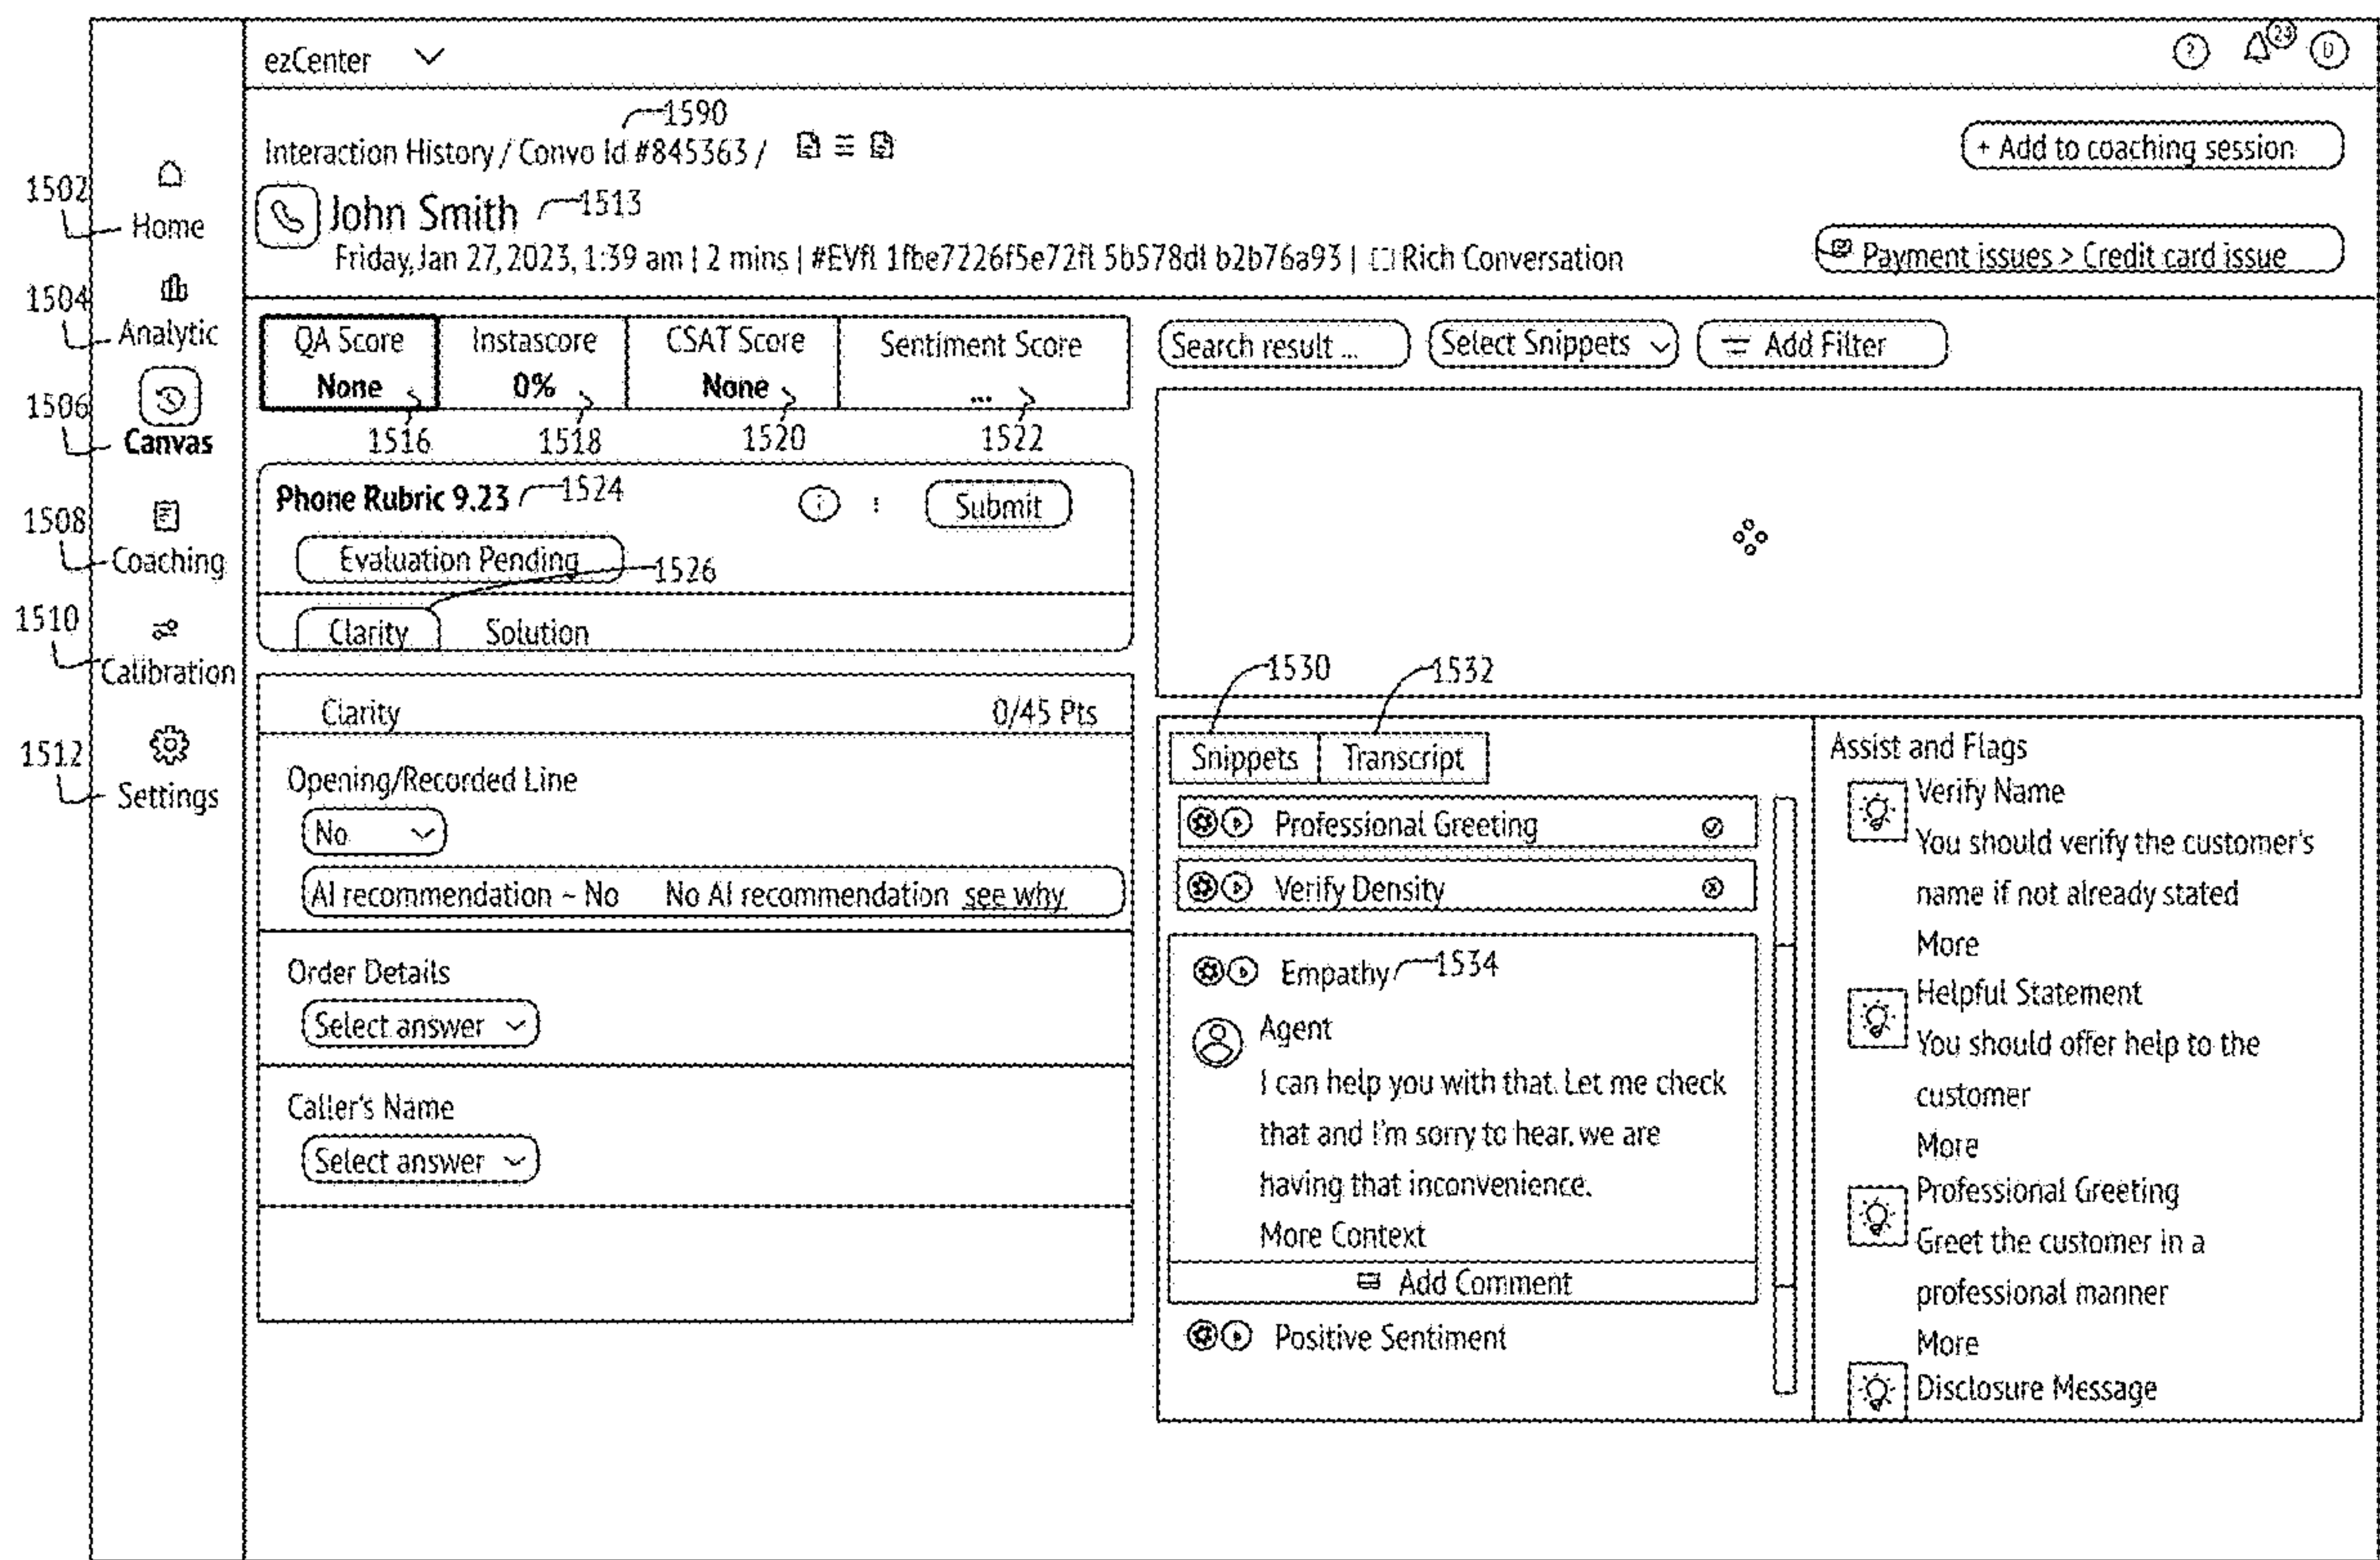 ezCenter
? 24 D
1590
Interaction History / Convo Id #845363 /
+ Add to coaching session
John Smith 1513
Friday, Jan 27, 2023, 1:39 am | 2 mins | #EVfl 1fbe7226f5e72fl 5b578dl b2b76a93 | Rich Conversation
Payment issues > Credit card issue
1502
Home
1504
Analytic
1506
Canvas
1508
Coaching
1510
Calibration
1512
Settings
QA Score
None
Instascore
0%
CSAT Score
None
Sentiment Score
...
1516 1518 1520 1522
Phone Rubric 9.23 1524
i : Submit
Evaluation Pending
1526
Clarity Solution
Clarity 0/45 Pts
Opening/Recorded Line
No
AI recommendation ~ No No AI recommendation see why
Order Details
Select answer
Caller's Name
Select answer
Search result ... Select Snippets Add Filter
1530 1532
Snippets Transcript
Professional Greeting
Verify Density
Empathy 1534
Agent
I can help you with that. Let me check
that and I'm sorry to hear. we are
having that inconvenience.
More Context
Add Comment
Positive Sentiment
Assist and Flags
Verify Name
You should verify the customer's
name if not already stated
More
Helpful Statement
You should offer help to the
customer
More
Professional Greeting
Greet the customer in a
professional manner
More
Disclosure Message